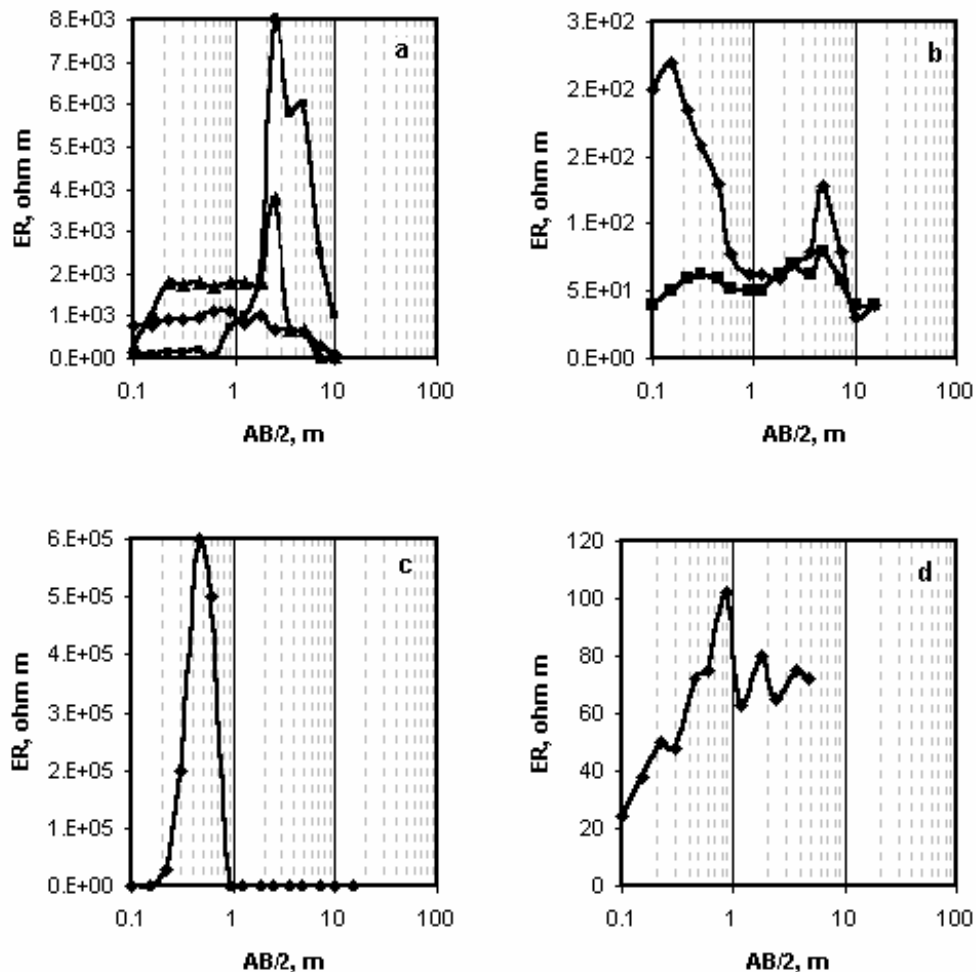 8.E+03
7.E+03
6.E+03
5.E+03
4.E+03
3.E+03
2.E+03
1.E+03
0.E+00
ER, ohm m
a
0.1 1 10 100
AB/2, m
3.E+02
2.E+02
2.E+02
1.E+02
5.E+01
0.E+00
ER, ohm m
b
0.1 1 10 100
AB/2, m
6.E+05
5.E+05
4.E+05
3.E+05
2.E+05
1.E+05
0.E+00
ER, ohm m
c
0.1 1 10 100
AB/2, m
120
100
80
60
40
20
0
ER, ohm m
d
0.1 1 10 100
AB/2, m